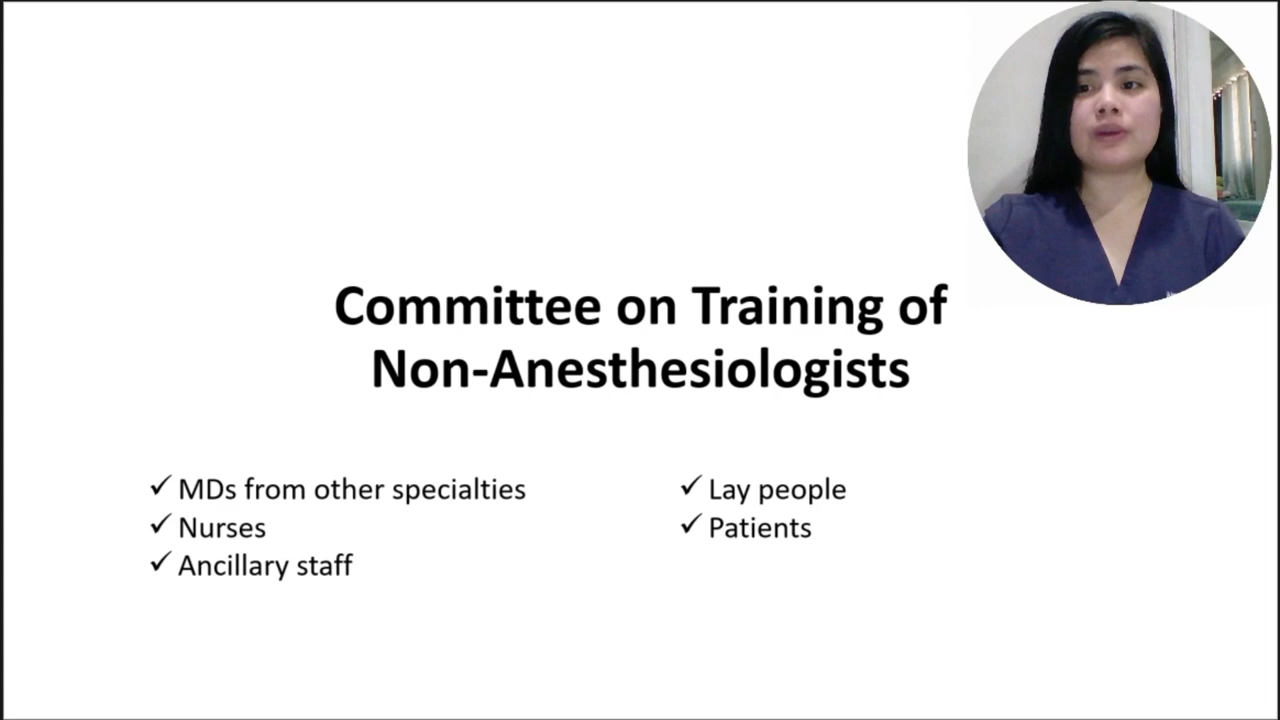 Committee on Training of
Non-Anesthesiologists
✓ MDs from other specialties
✓ Nurses
✓ Ancillary staff
✓ Lay people
✓ Patients